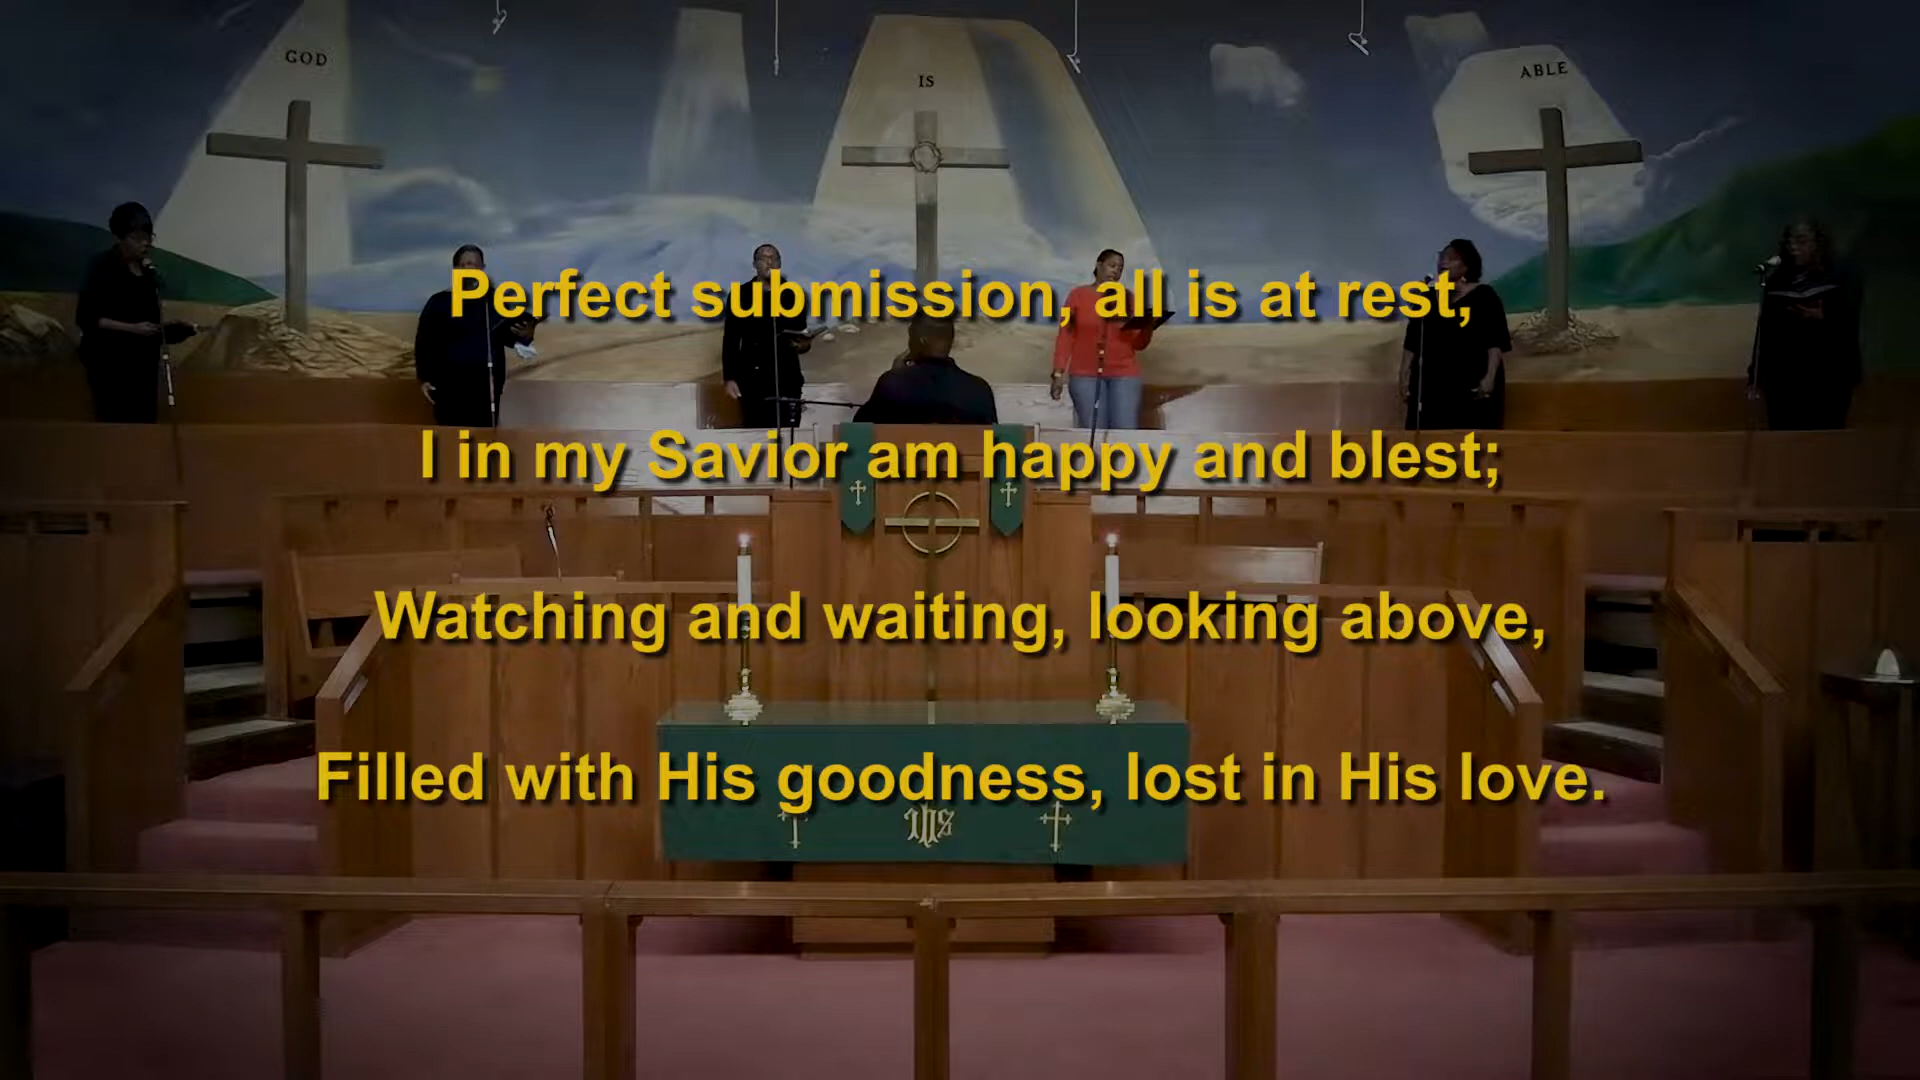 GOD
IS
ABLE
Perfect submission, all is at rest,
I in my Savior am happy and blest;
Watching and waiting, looking above,
Filled with His goodness, lost in His love.
IHS